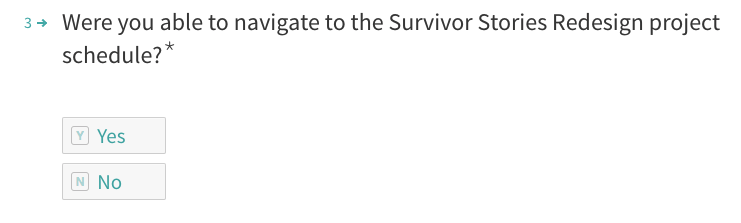 3 → Were you able to navigate to the Survivor Stories Redesign project
schedule?*
Y Yes
N No